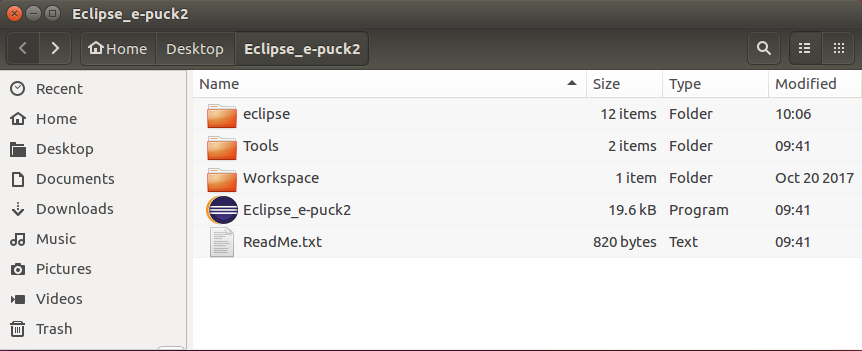 Eclipse_e-puck2
Home Desktop Eclipse_e-puck2
Recent
Home
Desktop
Documents
Downloads
Music
Pictures
Videos
Trash
Name Size Type Modified
eclipse 12 items Folder 10:06
Tools 2 items Folder 09:41
Workspace 1 item Folder Oct 20 2017
Eclipse_e-puck2 19.6 kB Program 09:41
ReadMe.txt 820 bytes Text 09:41